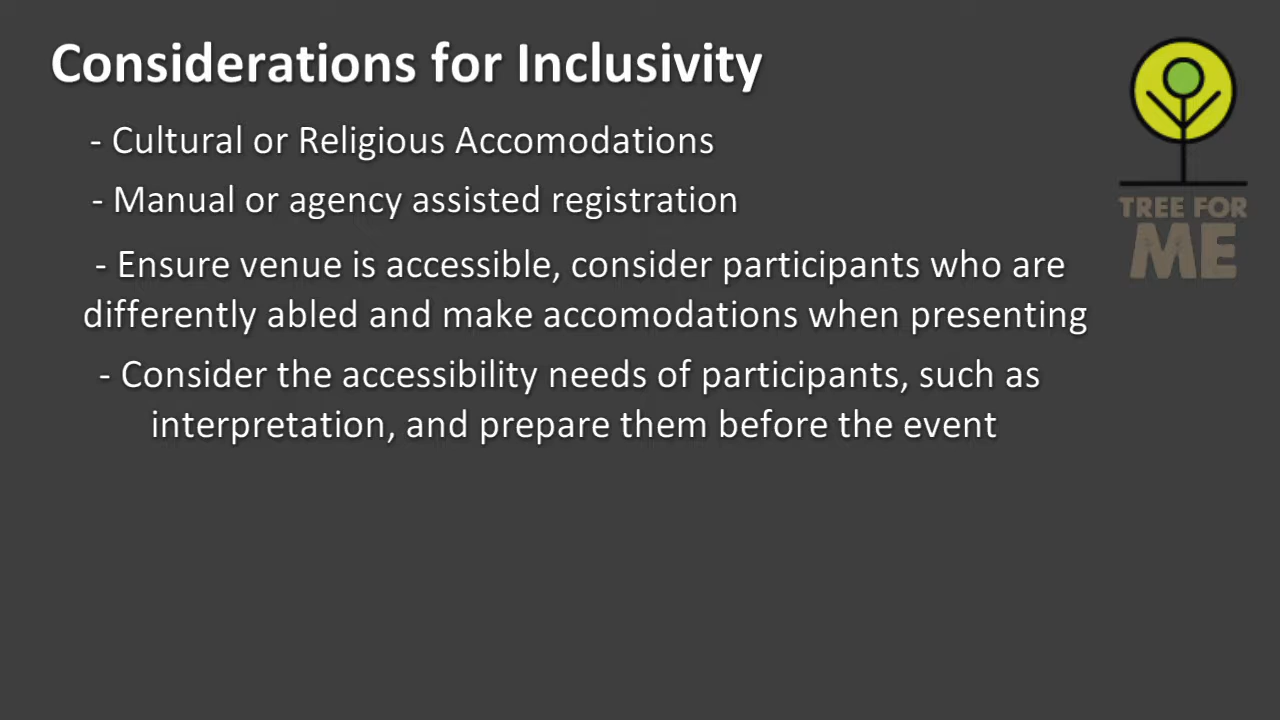 Considerations for Inclusivity
- Cultural or Religious Accomodations
- Manual or agency assisted registration
- Ensure venue is accessible, consider participants who are
differently abled and make accomodations when presenting
- Consider the accessibility needs of participants, such as
interpretation, and prepare them before the event
TREE FOR
ME